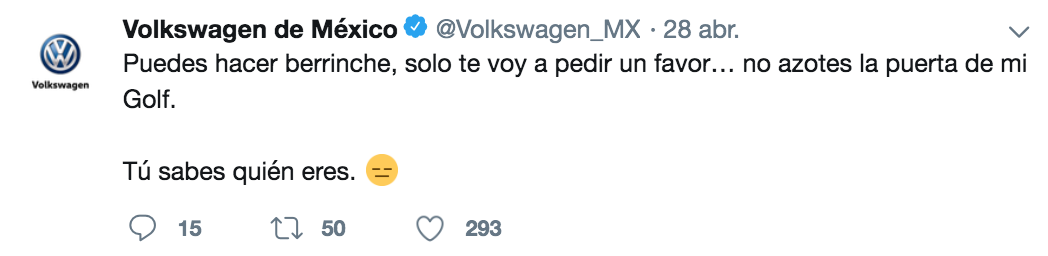 Volkswagen de México @Volkswagen_MX · 28 abr.
Volkswagen
Puedes hacer berrinche, solo te voy a pedir un favor… no azotes la puerta de mi
Golf.
Tú sabes quién eres. 😑
15 50 293